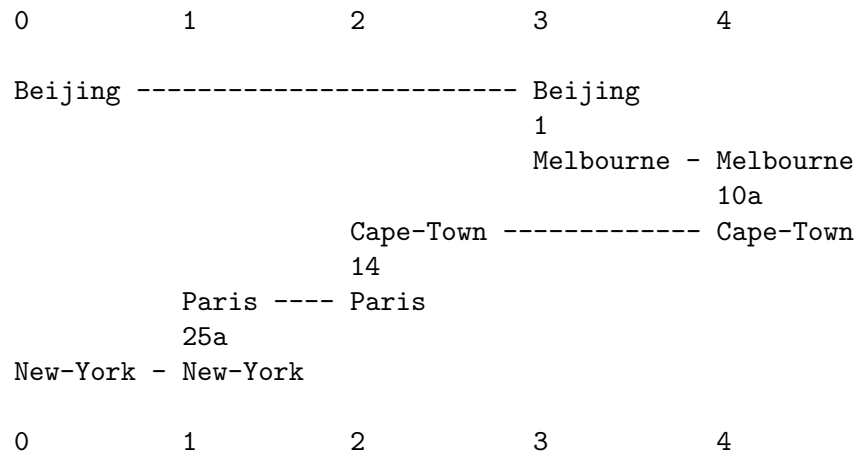 0 1 2 3 4
Beijing ------------------------- Beijing
1
Melbourne - Melbourne
10a
Cape-Town ------------- Cape-Town
14
Paris ---- Paris
25a
New-York - New-York
0 1 2 3 4